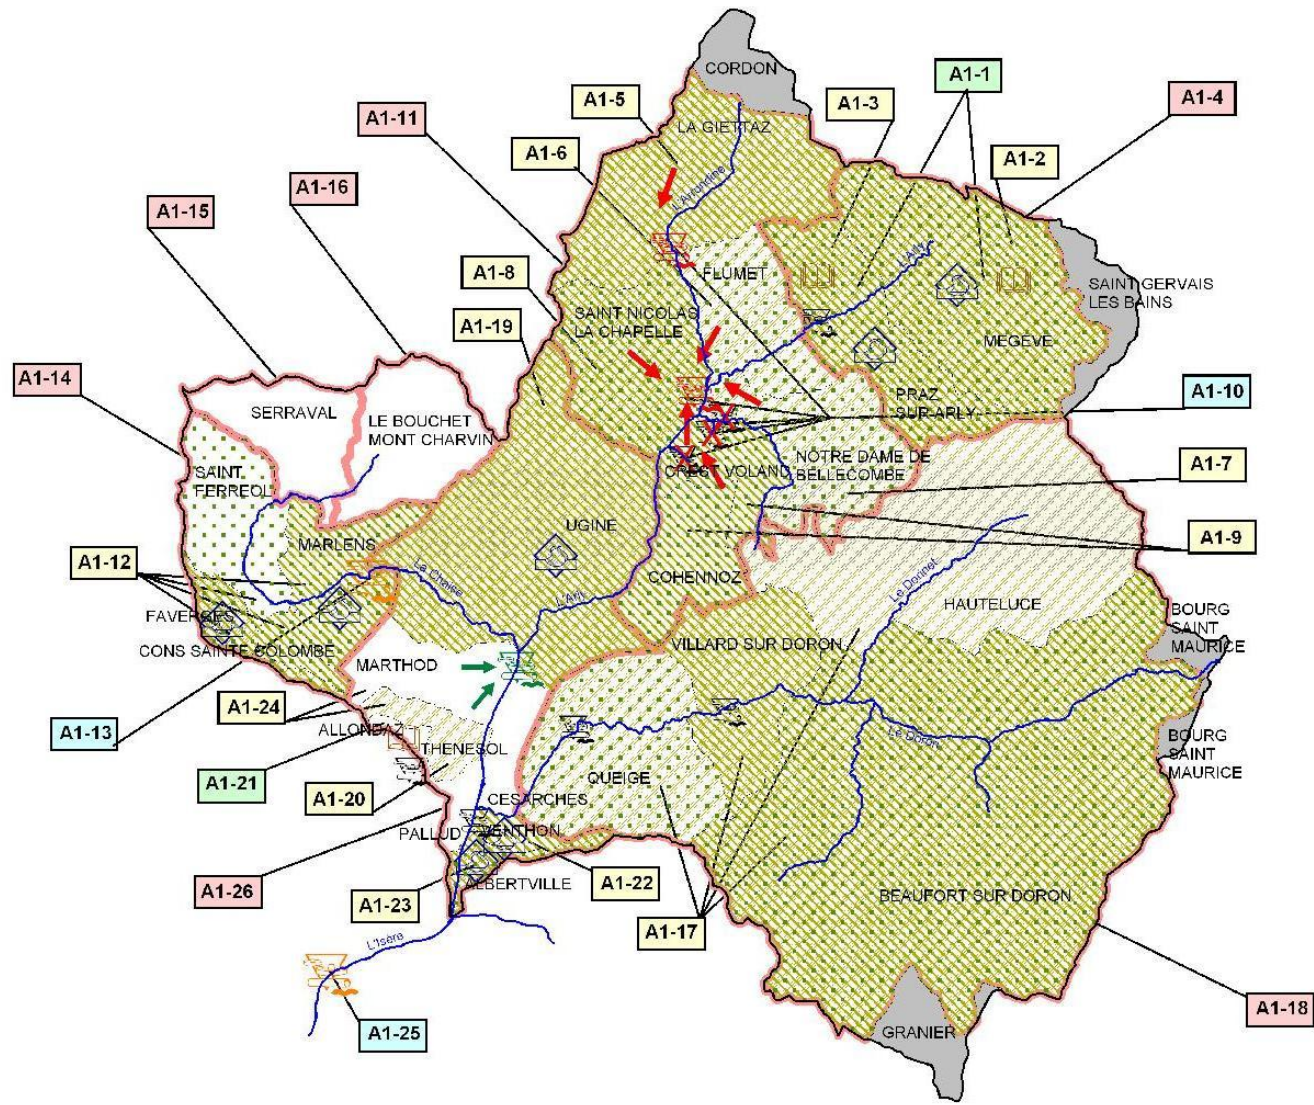 CORDON
A1-1
A1-5
A1-3
A1-4
A1-11
LA GIETTAZ
A1-6
A1-2
L'Arrondine
A1-16
A1-15
L'Arly
FLUMET
A1-8
SAINT GERVAIS
LES BAINS
SAINT NICOLAS
LA CHAPELLE
A1-19
MEGEVE
A1-14
A1-10
PRAZ
SUR ARLY
SERRAVAL
LE BOUCHET
MONT CHARVIN
NOTRE DAME DE
BELLECOMBE
A1-7
SAINT
FERREOL
CREST VOLAND
UGINE
A1-9
MARLENS
A1-12
La Chaise
COHENNOZ
Le Dorinet
L'Arly
HAUTELUCE
FAVERGES
BOURG
SAINT
MAURICE
CONS SAINTE COLOMBE
VILLARD SUR DORON
MARTHOD
A1-24
A1-13
ALLONDAZ
THENESOL
Le Doron
BOURG
SAINT
MAURICE
A1-21
QUEIGE
A1-20
CESARCHES
PALLUD
VENTHON
A1-26
ALBERTVILLE
A1-22
BEAUFORT SUR DORON
A1-23
A1-17
L'Isère
A1-18
A1-25
GRANIER